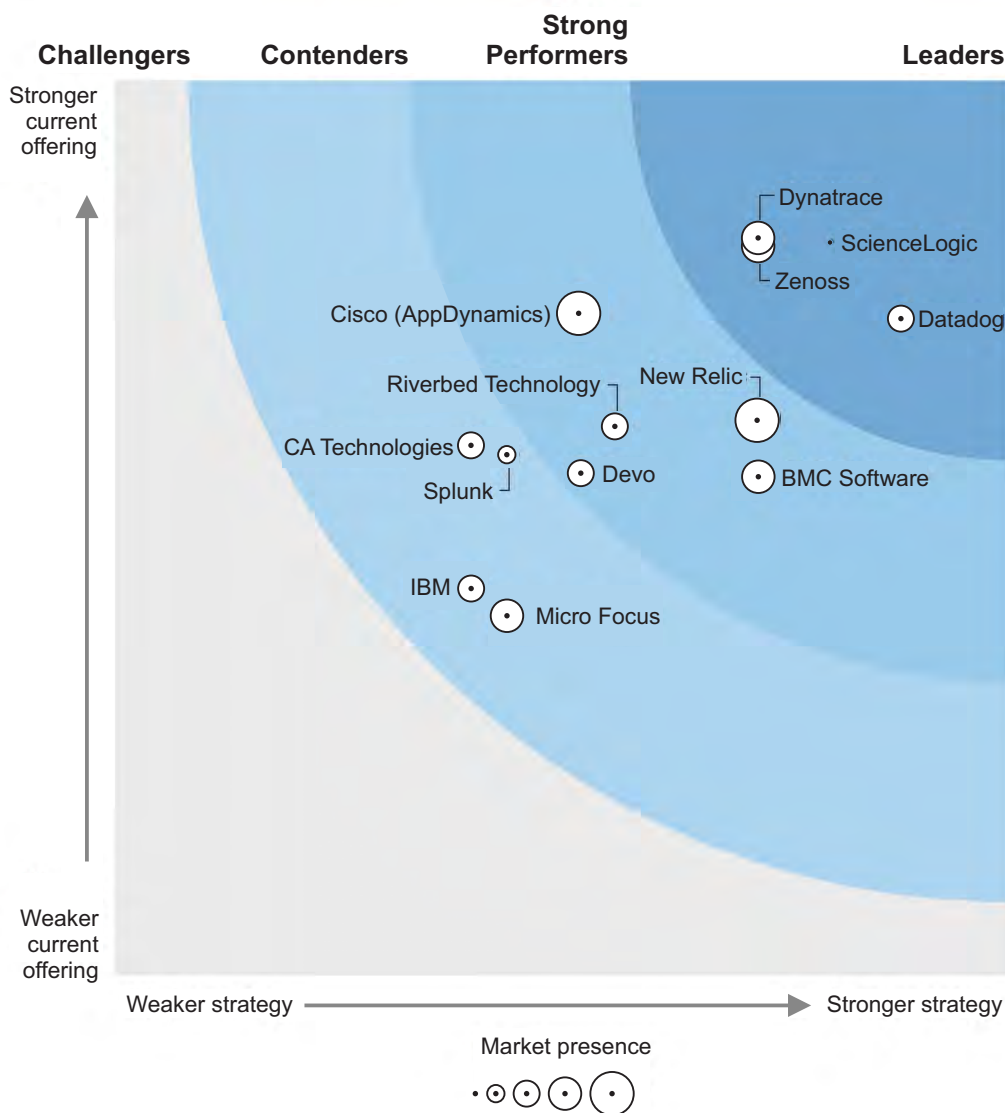 Challengers
Contenders
Strong
Performers
Leaders
Stronger
current
offering
Dynatrace
ScienceLogic
Zenoss
Cisco (AppDynamics)
Datadog
New Relic
Riverbed Technology
CA Technologies
Splunk
Devo
BMC Software
IBM
Micro Focus
Weaker
current
offering
Weaker strategy
Stronger strategy
Market presence